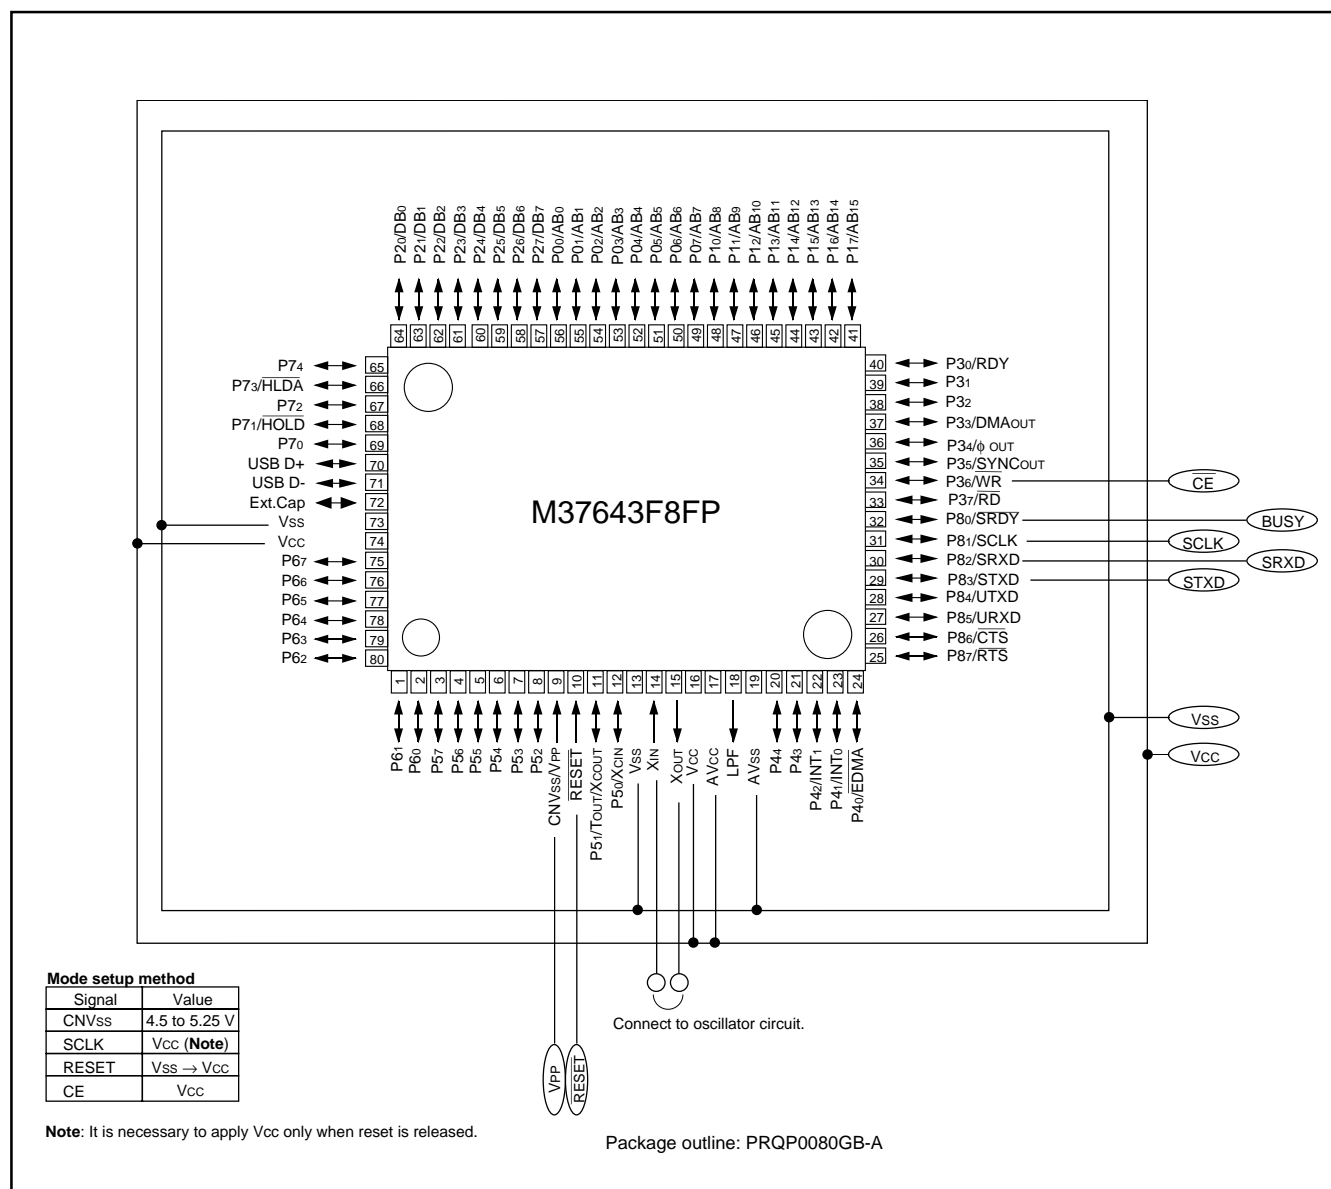 P20/DB0
P21/DB1
P22/DB2
P23/DB3
P24/DB4
P25/DB5
P26/DB6
P27/DB7
P00/AB0
P01/AB1
P02/AB2
P03/AB3
P04/AB4
P05/AB5
P06/AB6
P07/AB7
P10/AB8
P11/AB9
P12/AB10
P13/AB11
P14/AB12
P15/AB13
P16/AB14
P17/AB15
64 63 62 61 60 59 58 57 56 55 54 53 52 51 50 49 48 47 46 45 44 43 42 41
P74 65
P73/HLDA 66
P72 67
P71/HOLD 68
P70 69
USB D+ 70
USB D- 71
Ext.Cap 72
Vss 73
Vcc 74
P67 75
P66 76
P65 77
P64 78
P63 79
P62 80
M37643F8FP
40 P30/RDY
39 P31
38 P32
37 P33/DMAOUT
36 P34/ϕ OUT
35 P35/SYNCOUT
34 P36/WR CE
33 P37/RD
32 P80/SRDY BUSY
31 P81/SCLK SCLK
30 P82/SRXD SRXD
29 P83/STXD STXD
28 P84/UTXD
27 P85/URXD
26 P86/CTS
25 P87/RTS
1 2 3 4 5 6 7 8 9 10 11 12 13 14 15 16 17 18 19 20 21 22 23 24
P61
P60
P57
P56
P55
P54
P53
P52
CNVss/VPP
RESET
P51/TOUT/XCOUT
P50/XCIN
Vss
XIN
XOUT
Vcc
AVcc
LPF
AVss
P44
P43
P42/INT1
P41/INT0
P40/EDMA
Vss
Vcc
Connect to oscillator circuit.
VPP
RESET
Mode setup method
Signal Value
CNVss 4.5 to 5.25 V
SCLK Vcc (Note)
RESET Vss → Vcc
CE Vcc
Note: It is necessary to apply Vcc only when reset is released.
Package outline: PRQP0080GB-A